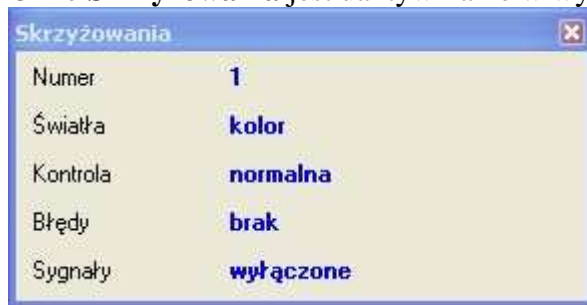 Skrzyżowania
Numer 1
Światła kolor
Kontrola normalna
Błędy brak
Sygnały wyłączone